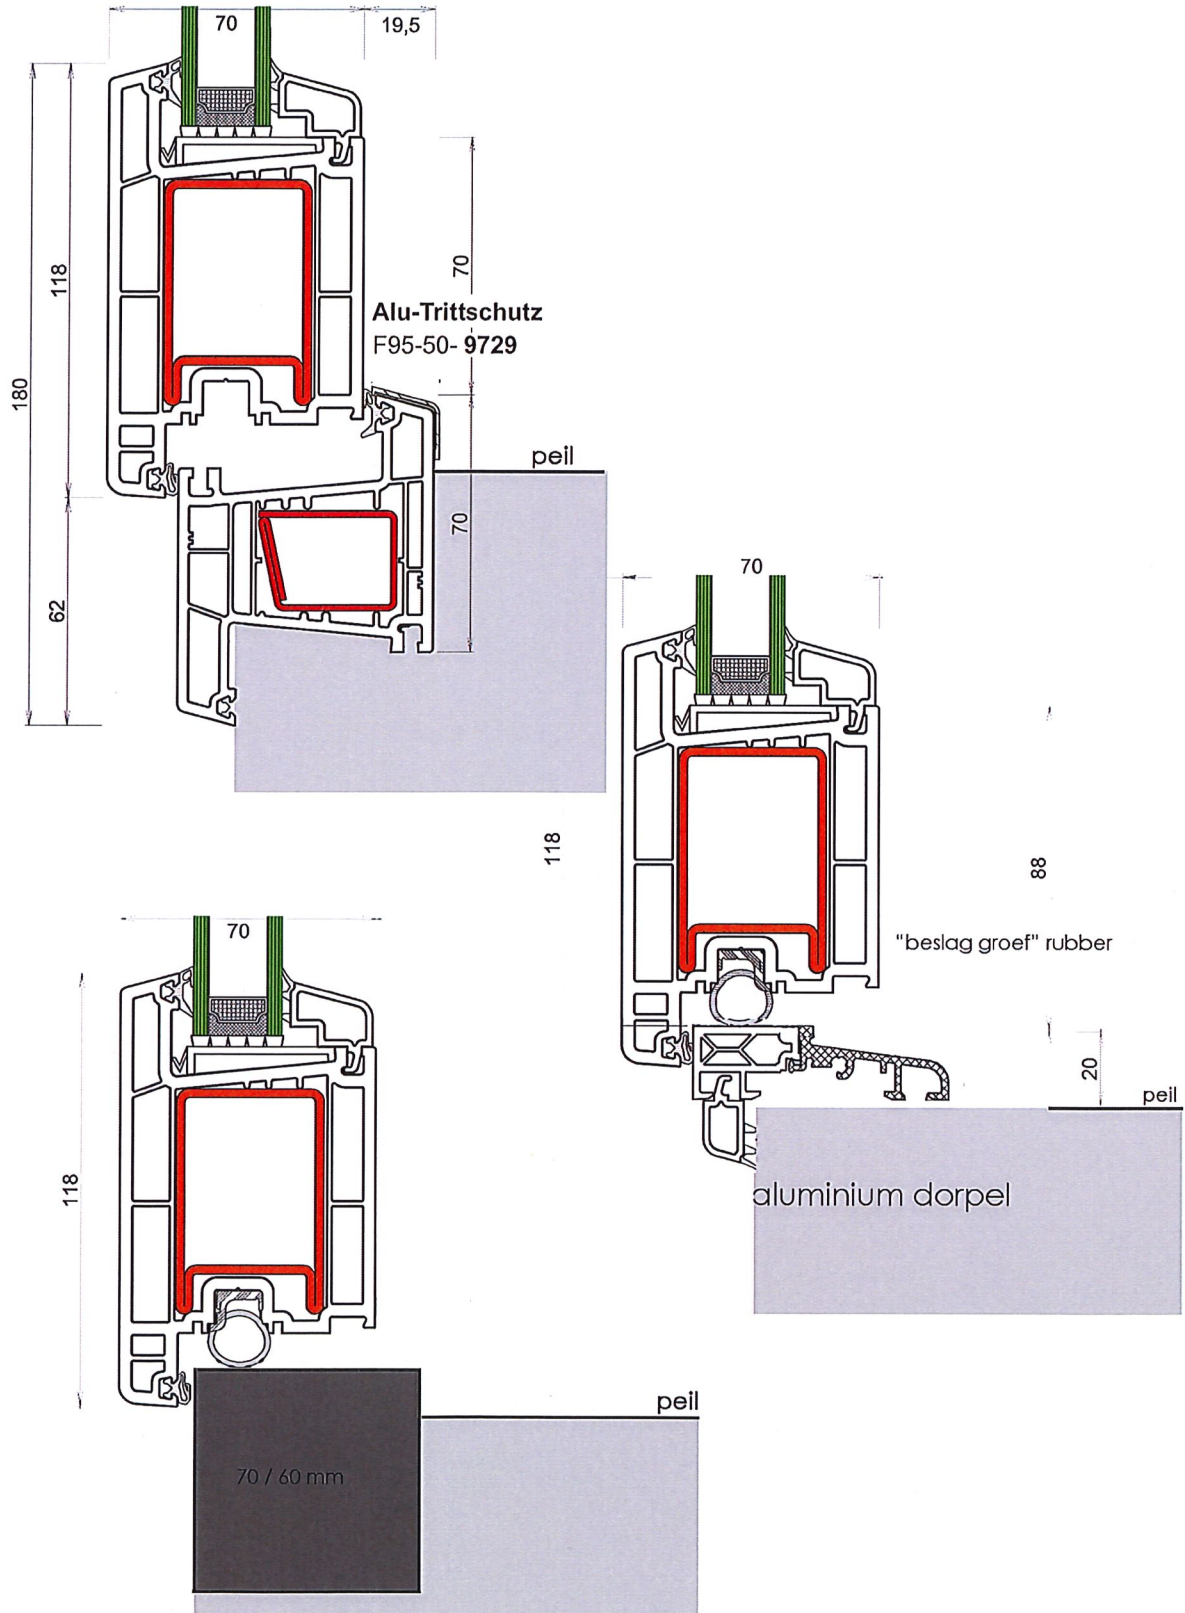 70
19,5
118
180
70
Alu-Trittschutz
F95-50- 9729
peil
70
62
70
118
88
"beslag groef" rubber
20
peil
aluminium dorpel
70
118
peil
70 / 60 mm